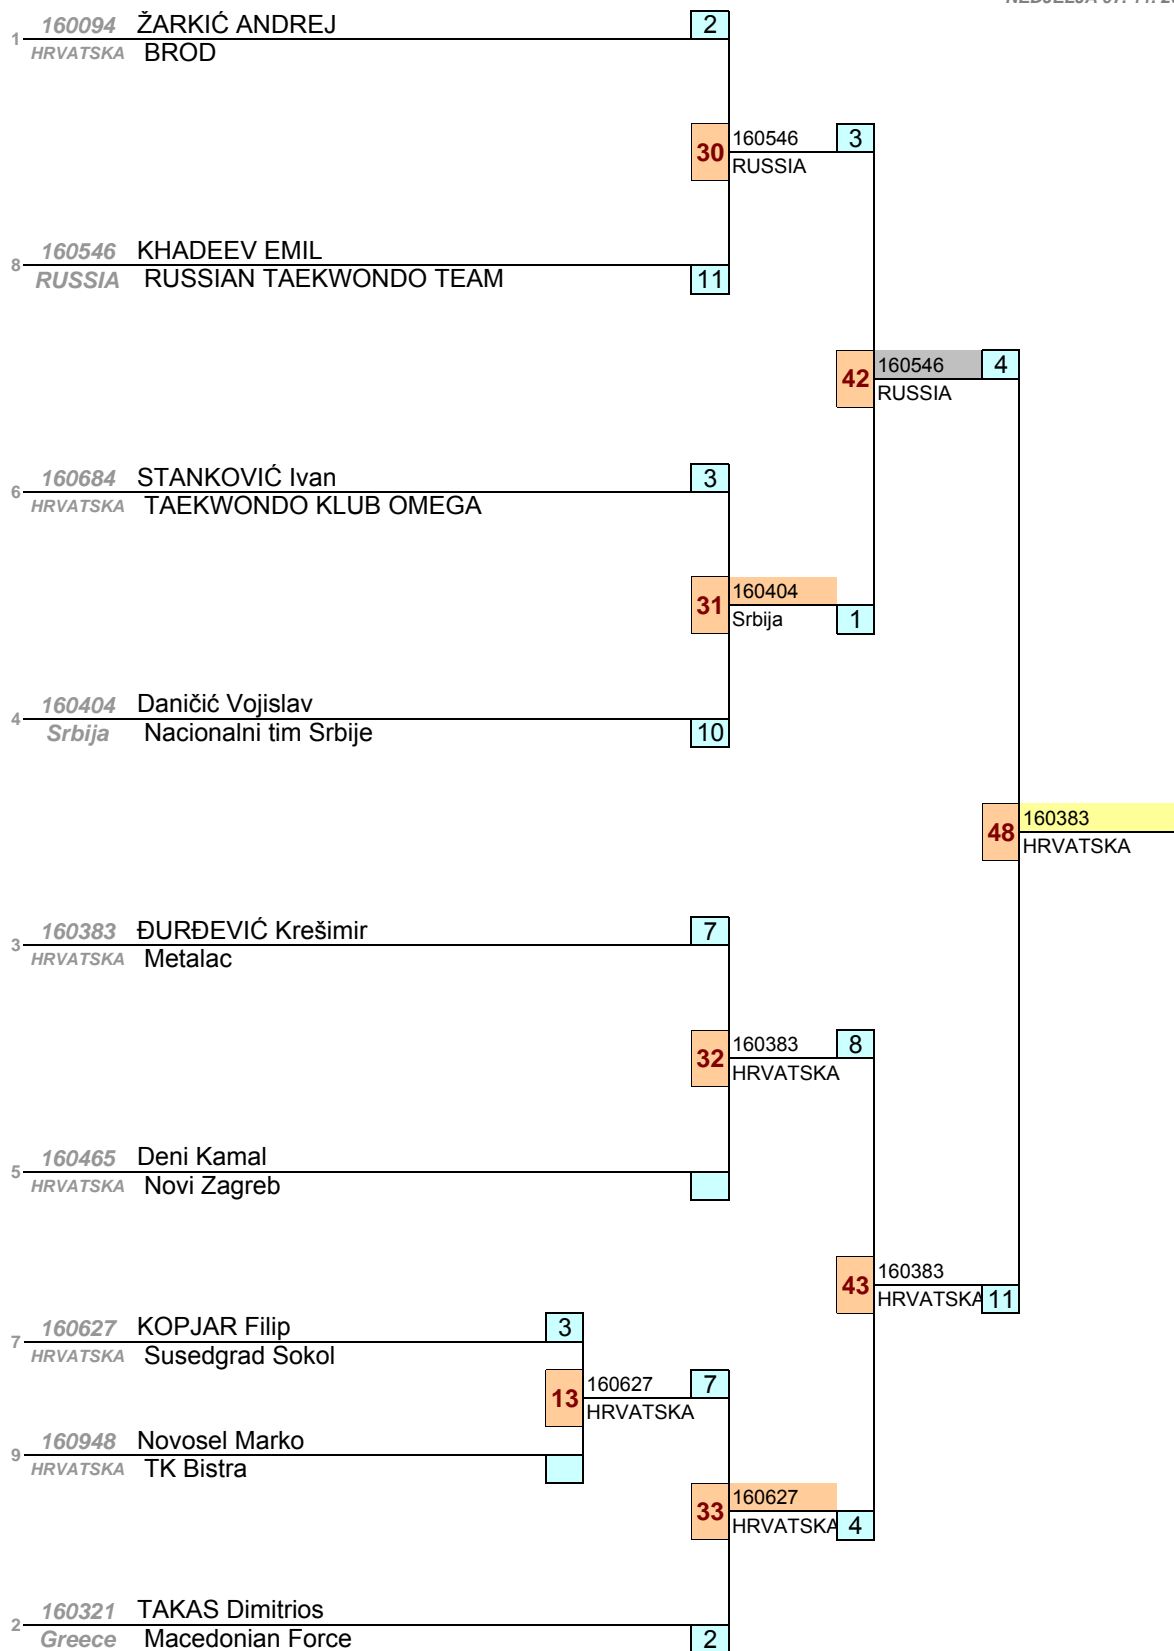 160094 ŽARKIĆ ANDREJ 2
1 HRVATSKA BROD
30 160546 3
RUSSIA
160546 KHADEEV EMIL
8 RUSSIA RUSSIAN TAEKWONDO TEAM 11
42 160546 4
RUSSIA
160684 STANKOVIĆ Ivan 3
6 HRVATSKA TAEKWONDO KLUB OMEGA
31 160404
Srbija 1
160404 Daničić Vojislav
4 Srbija Nacionalni tim Srbije 10
48 160383
HRVATSKA
160383 ĐURĐEVIĆ Krešimir 7
3 HRVATSKA Metalac
32 160383 8
HRVATSKA
160465 Deni Kamal
5 HRVATSKA Novi Zagreb
43 160383
HRVATSKA 11
160627 KOPJAR Filip 3
7 HRVATSKA Susedgrad Sokol
13 160627 7
HRVATSKA
160948 Novosel Marko
9 HRVATSKA TK Bistra
33 160627
HRVATSKA 4
160321 TAKAS Dimitrios
2 Greece Macedonian Force 2